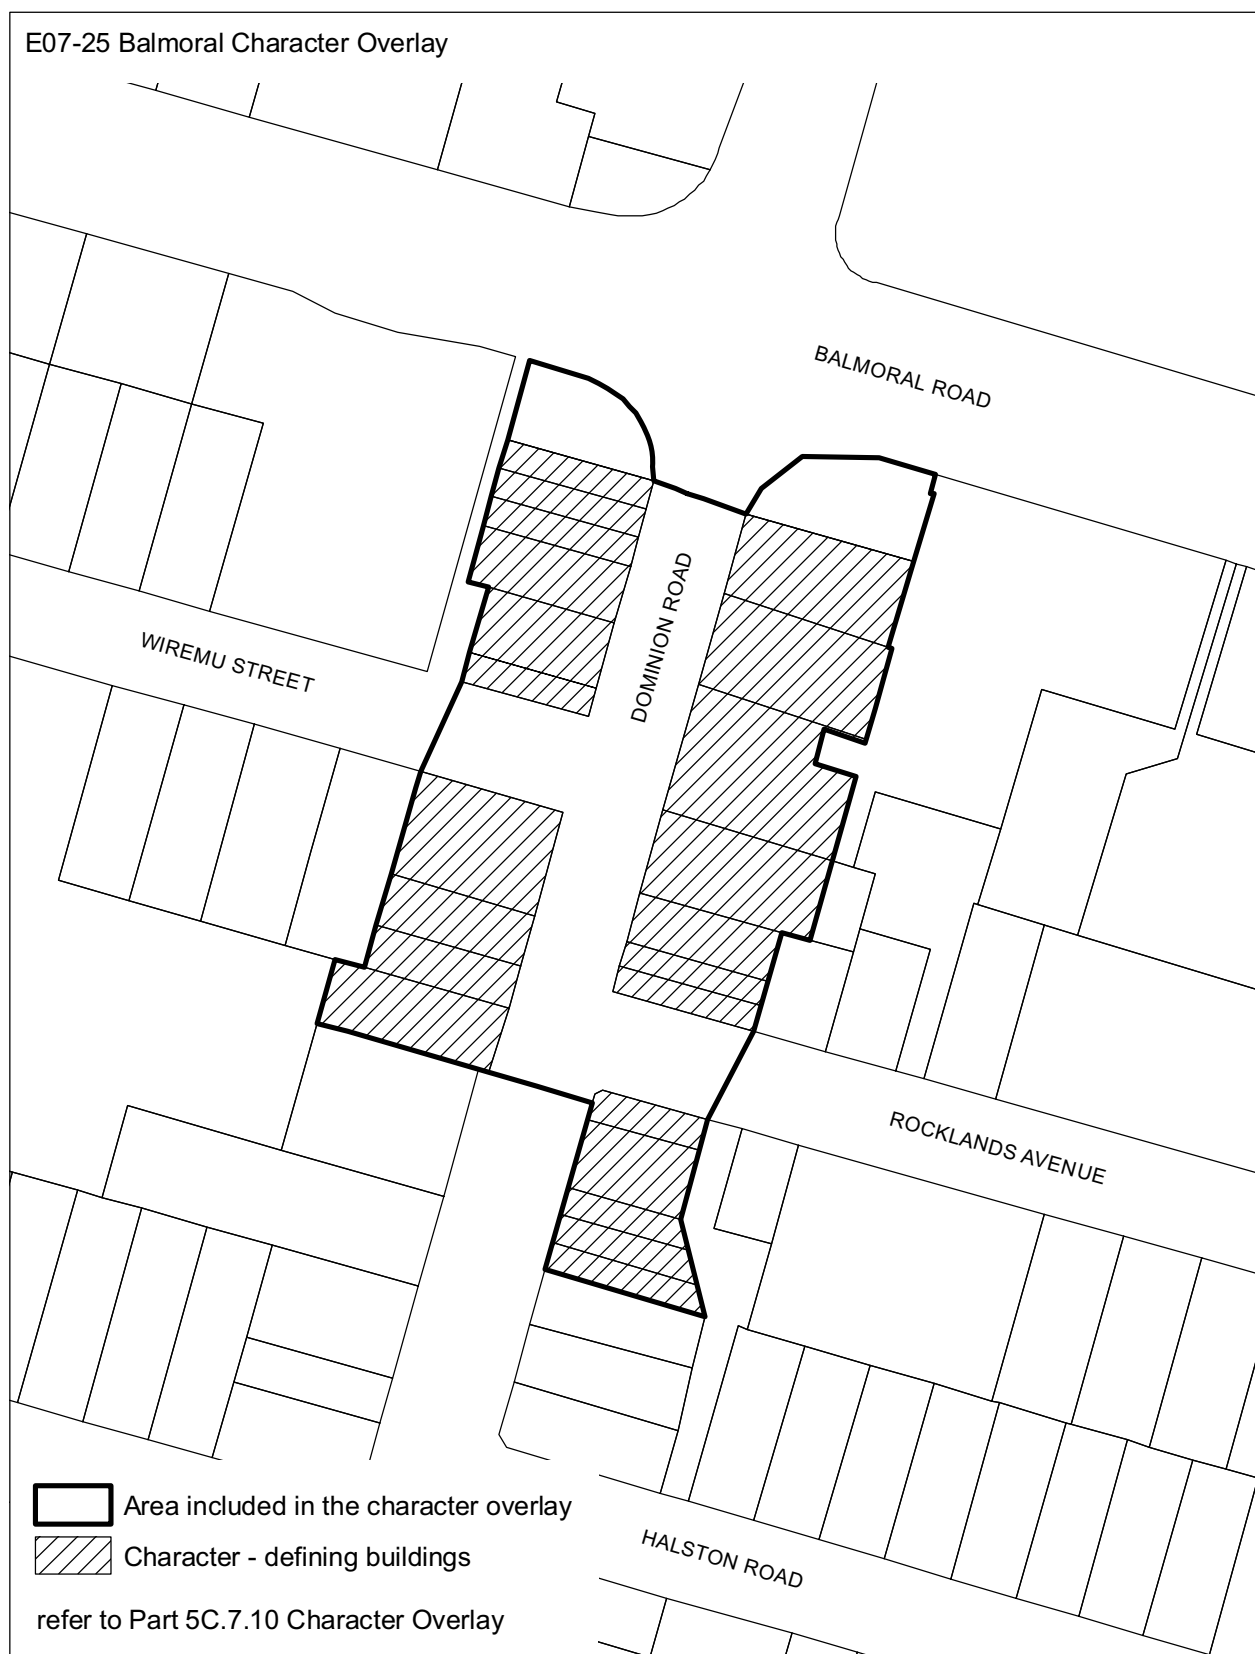 E07-25 Balmoral Character Overlay
BALMORAL ROAD
DOMINION ROAD
WIREMU STREET
ROCKLANDS AVENUE
Area included in the character overlay
Character - defining buildings
HALSTON ROAD
refer to Part 5C.7.10 Character Overlay